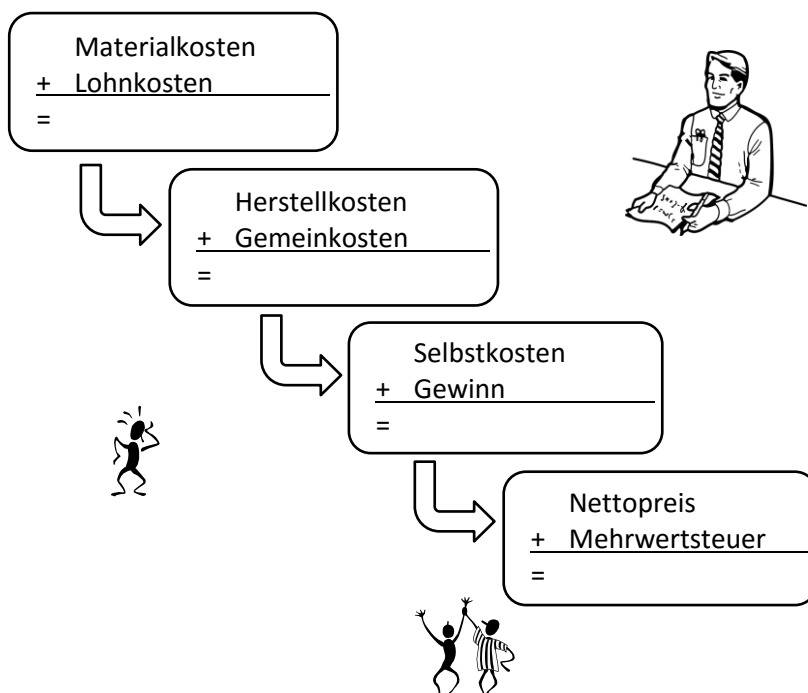 Materialkosten
+ Lohnkosten
=
Herstellkosten
+ Gemeinkosten
=
Selbstkosten
+ Gewinn
=
Nettopreis
+ Mehrwertsteuer
=